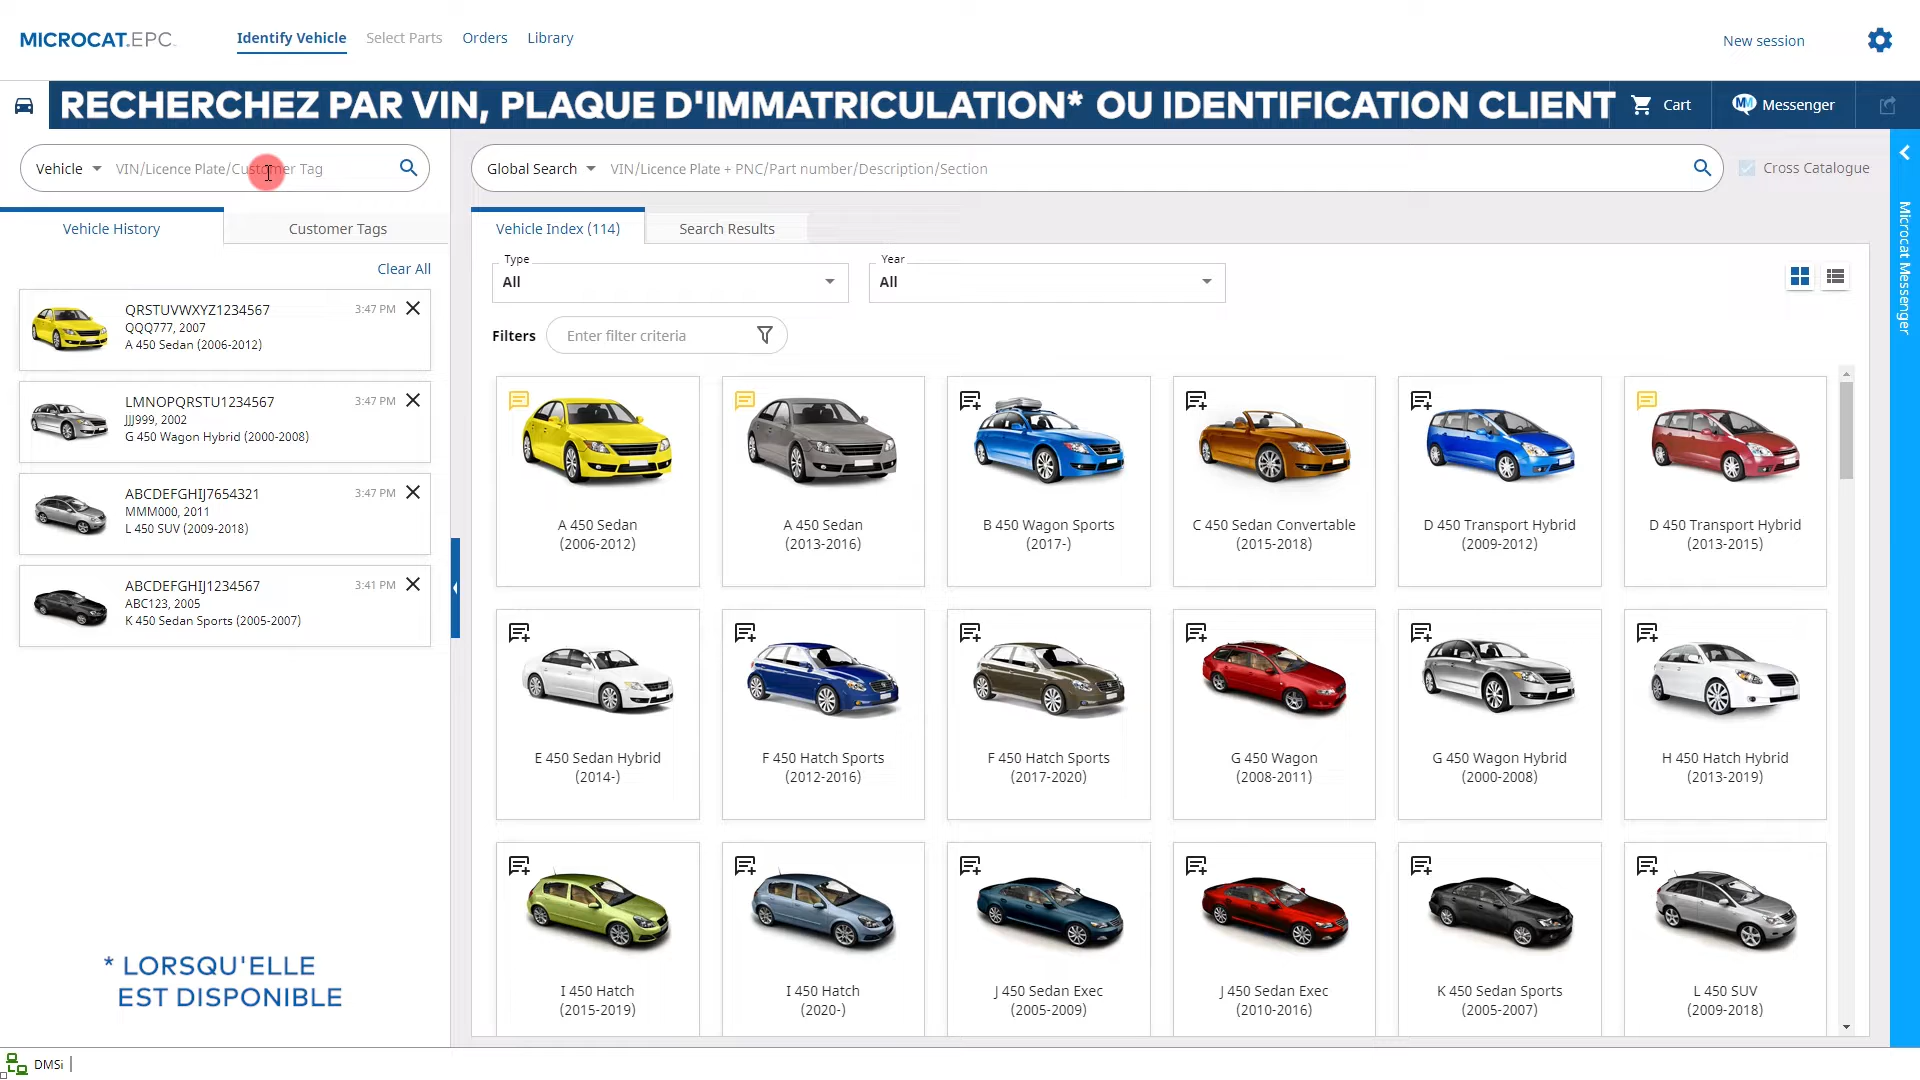 MICROCAT.EPC
Identify Vehicle
Select Parts
Orders
Library
New session
RECHERCHEZ PAR VIN, PLAQUE D'IMMATRICULATION* OU IDENTIFICATION CLIENT
Cart
Messenger
Vehicle
VIN/Licence Plate/Customer Tag
Global Search
VIN/Licence Plate + PNC/Part number/Description/Section
Cross Catalogue
Microcat Messenger
Vehicle History
Customer Tags
Clear All
QRSTUVWXYZ1234567
3:47 PM
QQQ777, 2007
A 450 Sedan (2006-2012)
LMNOPQRSTU1234567
3:47 PM
JJJ999, 2002
G 450 Wagon Hybrid (2000-2008)
ABCDEFGHIJ7654321
3:47 PM
MMM000, 2011
L 450 SUV (2009-2018)
ABCDEFGHIJ1234567
3:41 PM
ABC123, 2005
K 450 Sedan Sports (2005-2007)
* LORSQU'ELLE
EST DISPONIBLE
Vehicle Index (114)
Search Results
Type
All
Year
All
Filters
Enter filter criteria
A 450 Sedan
(2006-2012)
A 450 Sedan
(2013-2016)
B 450 Wagon Sports
(2017-)
C 450 Sedan Convertable
(2015-2018)
D 450 Transport Hybrid
(2009-2012)
D 450 Transport Hybrid
(2013-2015)
E 450 Sedan Hybrid
(2014-)
F 450 Hatch Sports
(2012-2016)
F 450 Hatch Sports
(2017-2020)
G 450 Wagon
(2008-2011)
G 450 Wagon Hybrid
(2000-2008)
H 450 Hatch Hybrid
(2013-2019)
I 450 Hatch
(2015-2019)
I 450 Hatch
(2020-)
J 450 Sedan Exec
(2005-2009)
J 450 Sedan Exec
(2010-2016)
K 450 Sedan Sports
(2005-2007)
L 450 SUV
(2009-2018)
DMSi